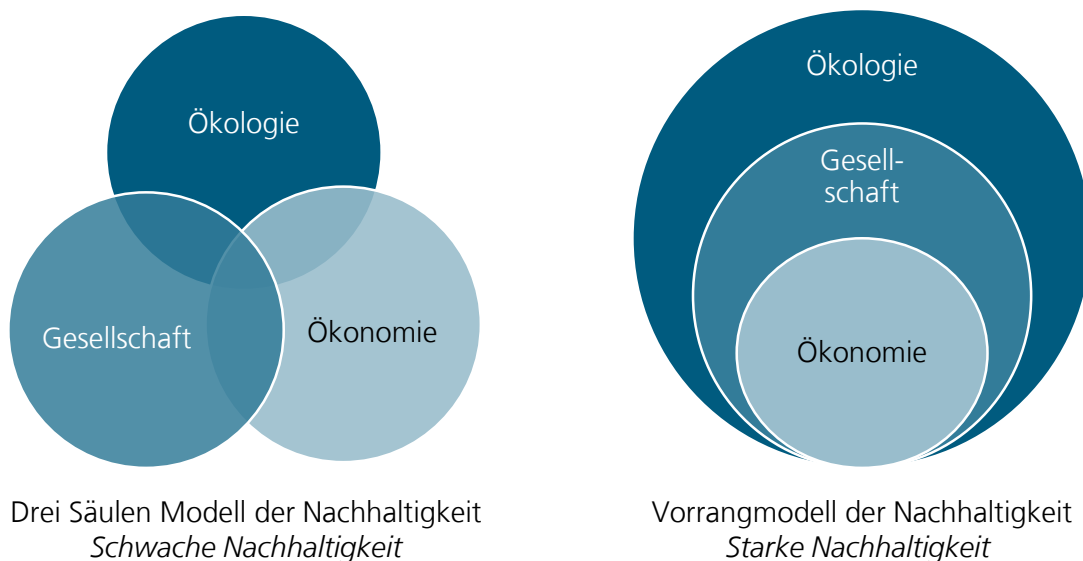 Ökologie
Gesellschaft
Ökonomie
Drei Säulen Modell der Nachhaltigkeit
Schwache Nachhaltigkeit
Ökologie
Gesell-
schaft
Ökonomie
Vorrangmodell der Nachhaltigkeit
Starke Nachhaltigkeit